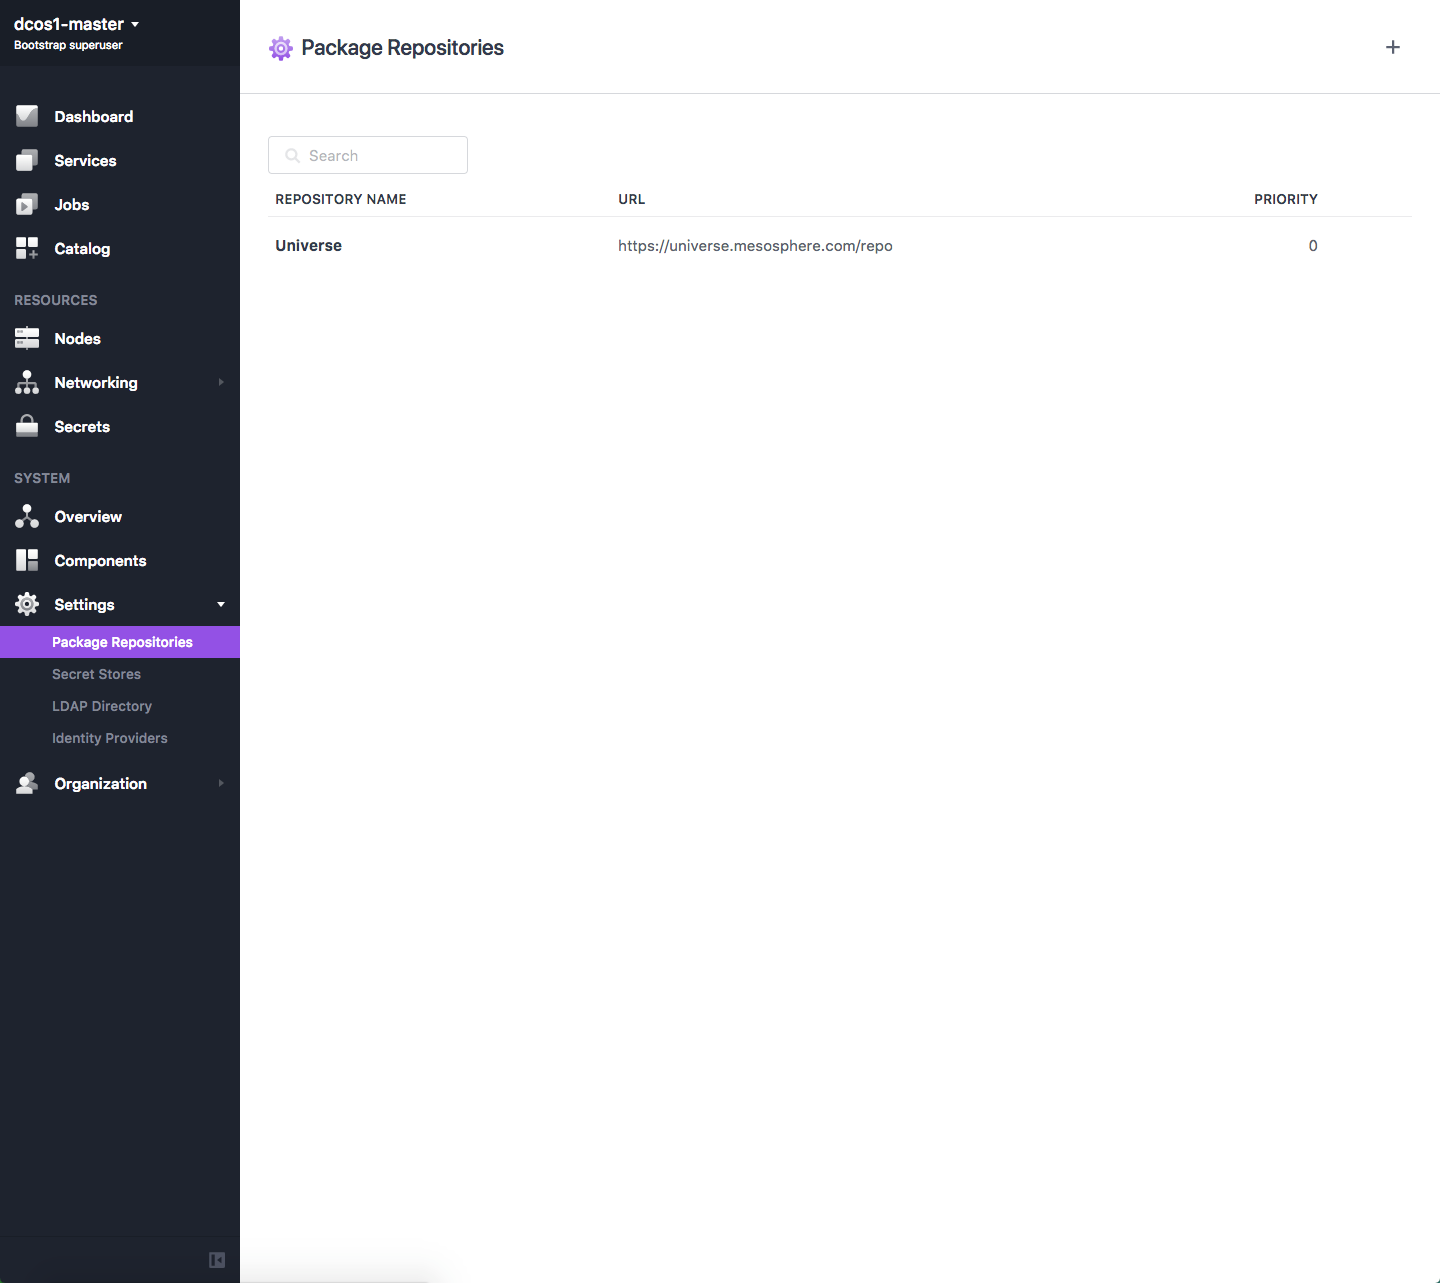 dcos1-master
Bootstrap superuser
Dashboard
Services
Jobs
Catalog
RESOURCES
Nodes
Networking
Secrets
SYSTEM
Overview
Components
Settings
Package Repositories
Secret Stores
LDAP Directory
Identity Providers
Organization
Package Repositories
Search
REPOSITORY NAME URL PRIORITY
Universe https://universe.mesosphere.com/repo 0